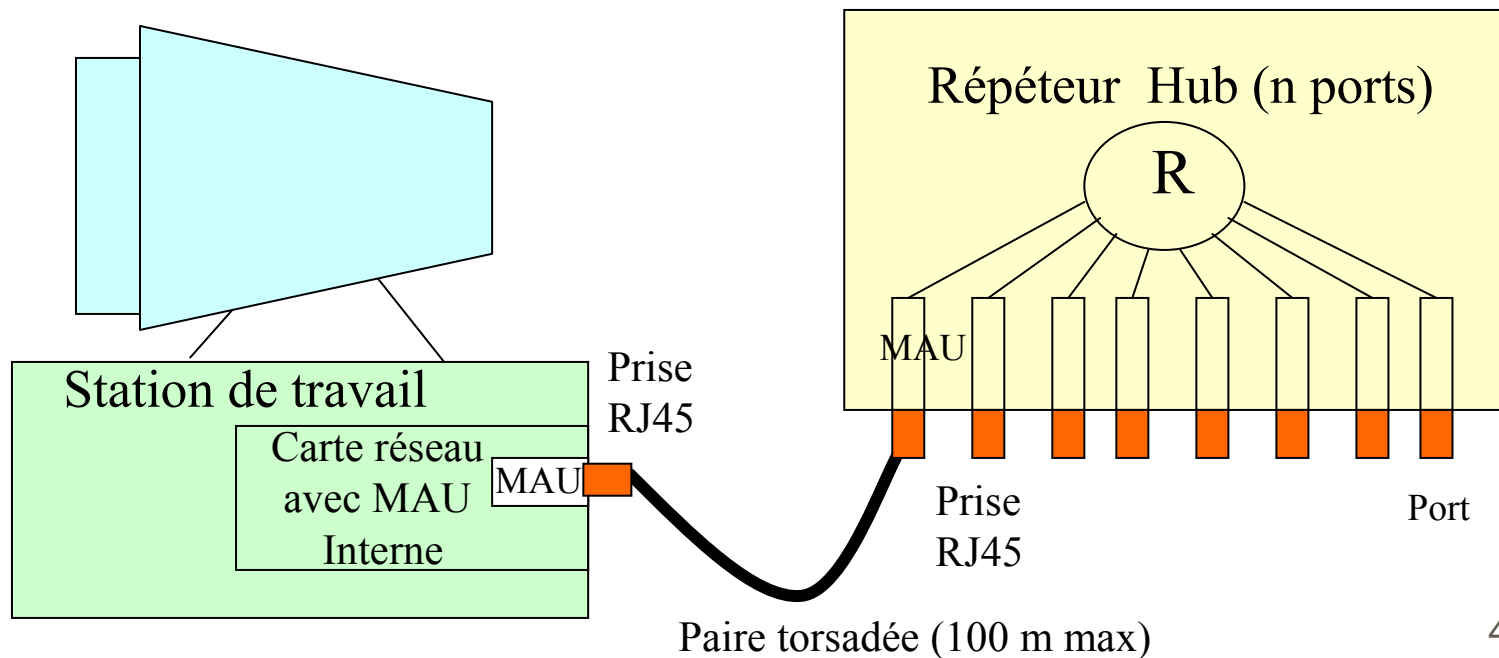 Répéteur Hub (n ports)
R
MAU
Prise
RJ45
Station de travail
Carte réseau
avec MAU
Interne
MAU
Prise
RJ45
Port
Paire torsadée (100 m max)
4